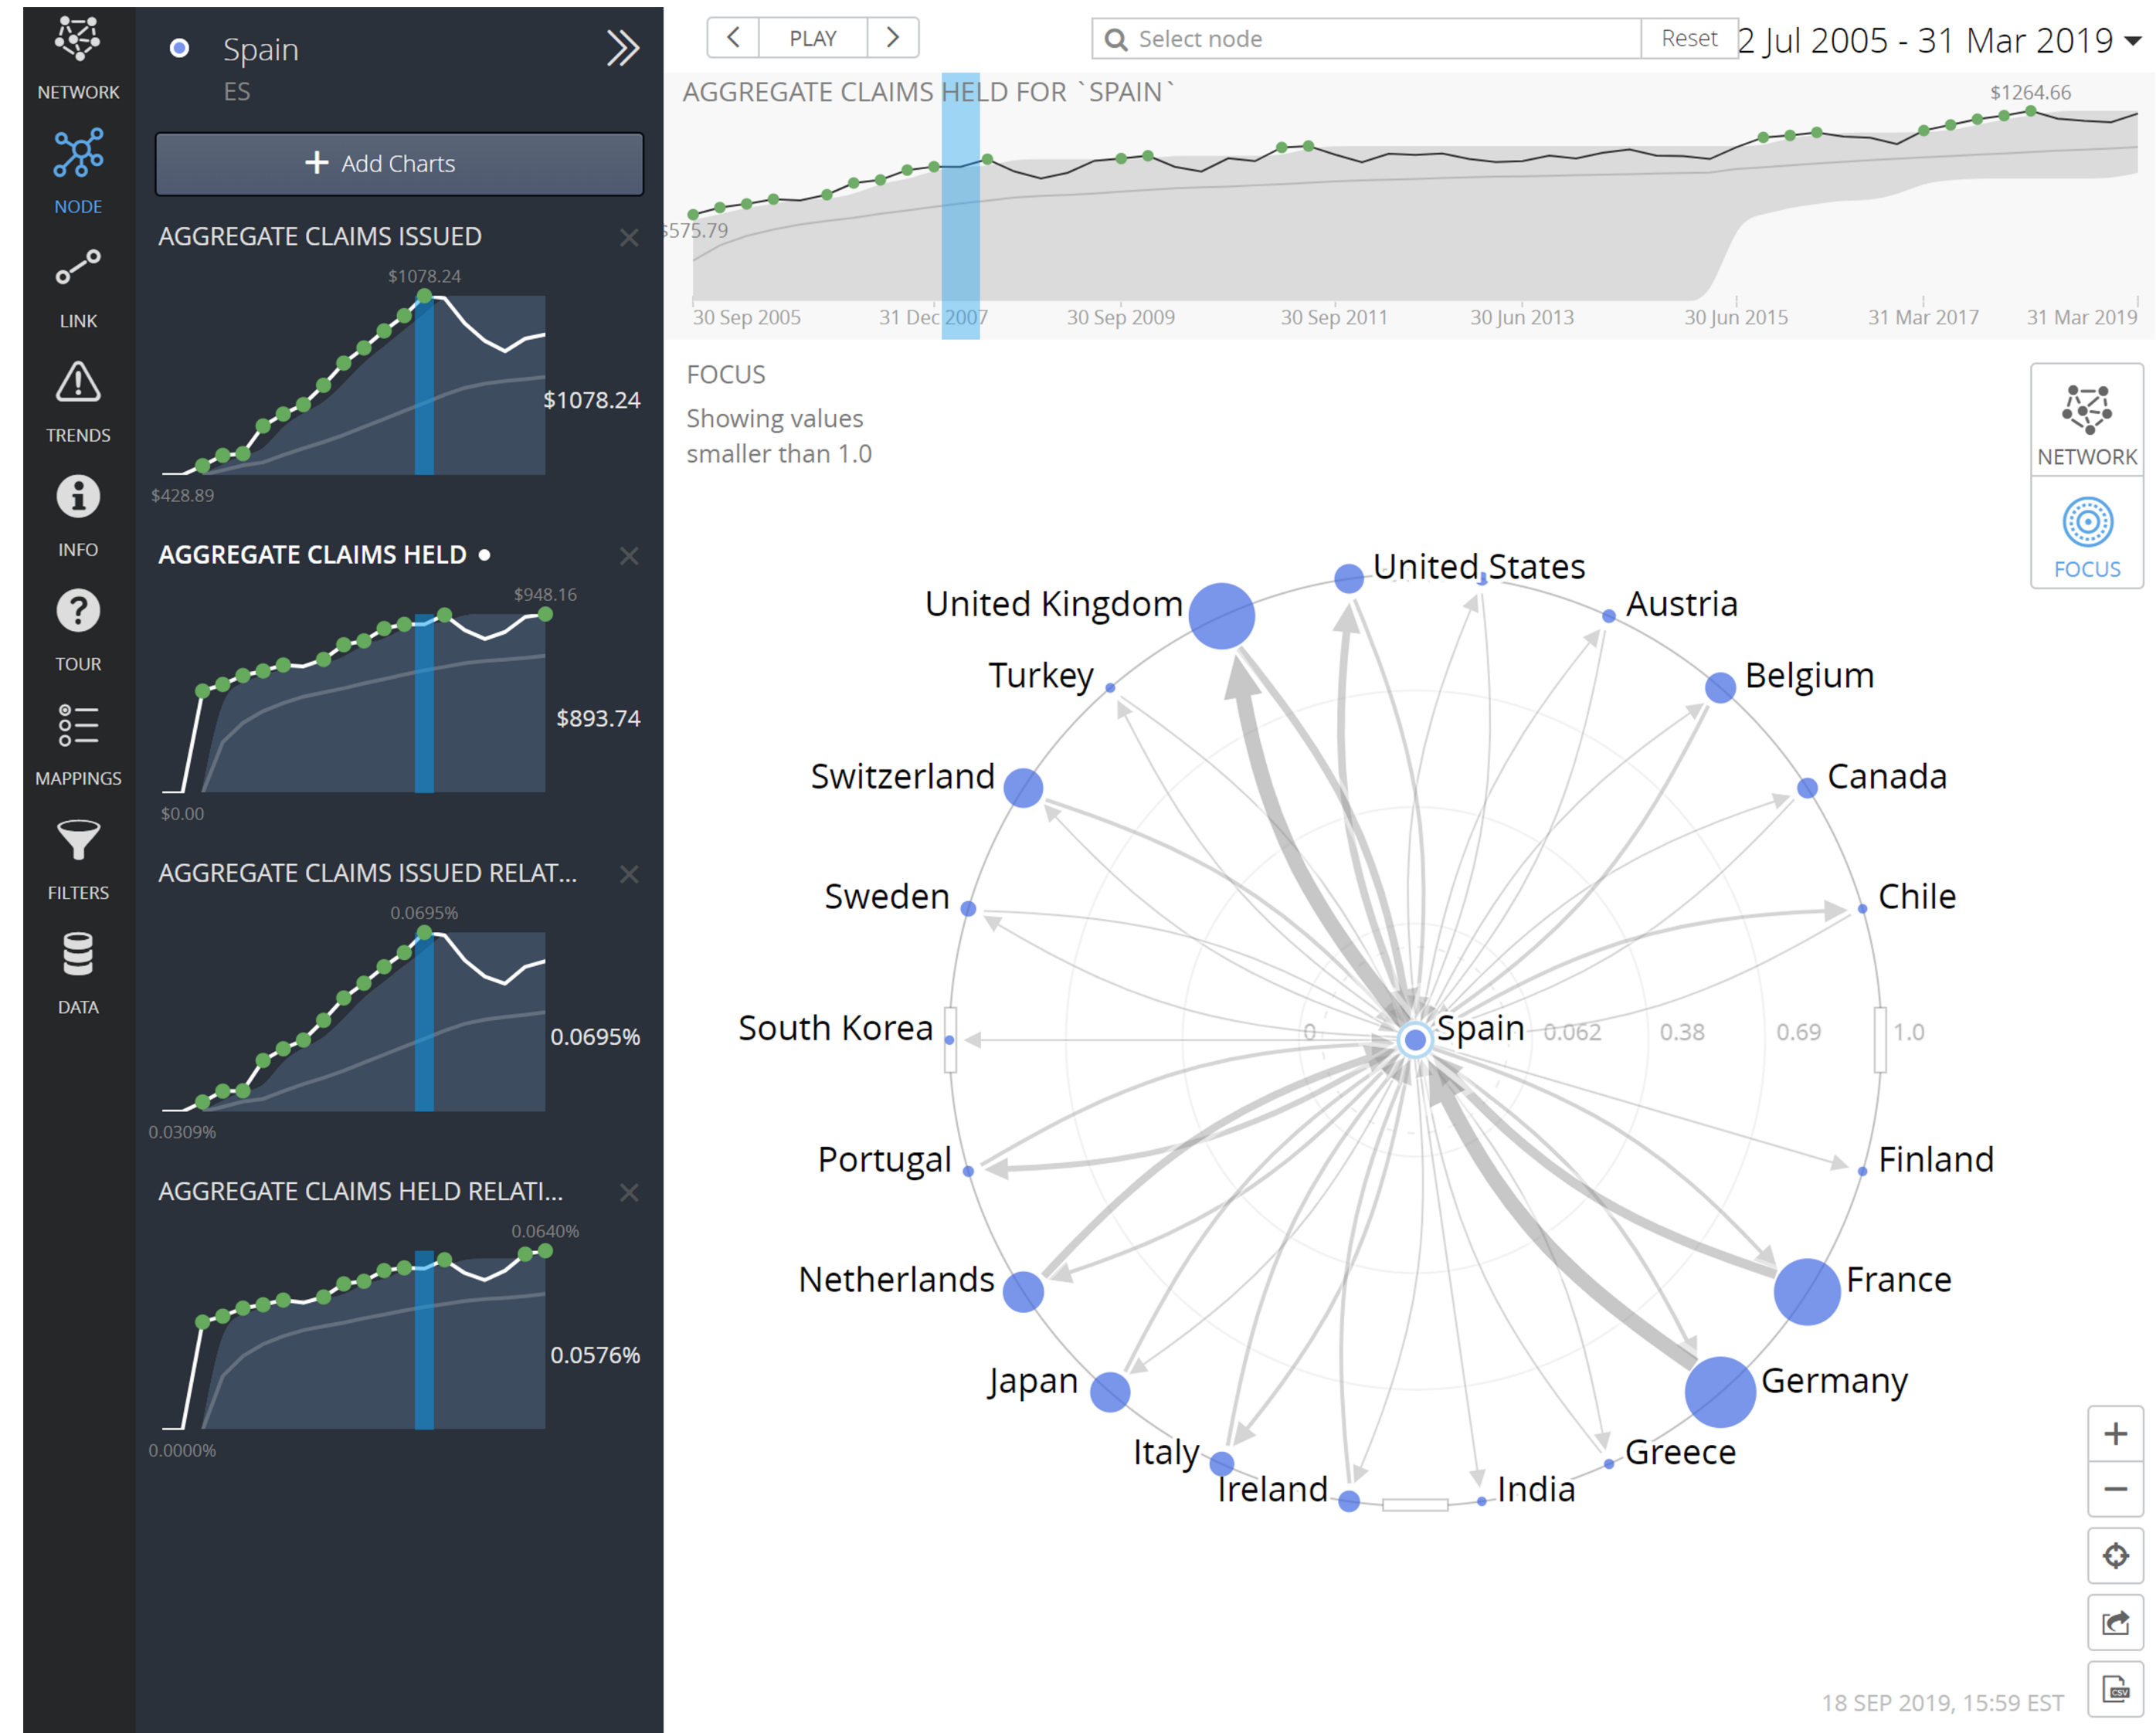 NETWORK
NODE
LINK
TRENDS
INFO
TOUR
MAPPINGS
FILTERS
DATA
Spain
ES
+ Add Charts
AGGREGATE CLAIMS ISSUED
$1078.24
$1078.24
$428.89
AGGREGATE CLAIMS HELD
$948.16
$893.74
$0.00
AGGREGATE CLAIMS ISSUED RELAT...
0.0695%
0.0695%
0.0309%
AGGREGATE CLAIMS HELD RELATI...
0.0640%
0.0576%
0.0000%
PLAY
Select node
Reset
2 Jul 2005 - 31 Mar 2019
AGGREGATE CLAIMS HELD FOR `SPAIN`
$1264.66
$575.79
30 Sep 2005
31 Dec 2007
30 Sep 2009
30 Sep 2011
30 Jun 2013
30 Jun 2015
31 Mar 2017
31 Mar 2019
FOCUS
Showing values
smaller than 1.0
NETWORK
FOCUS
United States
United Kingdom
Austria
Turkey
Belgium
Switzerland
Canada
Sweden
Chile
South Korea
Spain
0
0.062
0.38
0.69
1.0
Portugal
Finland
Netherlands
France
Japan
Germany
Italy
Greece
Ireland
India
CSV
18 SEP 2019, 15:59 EST